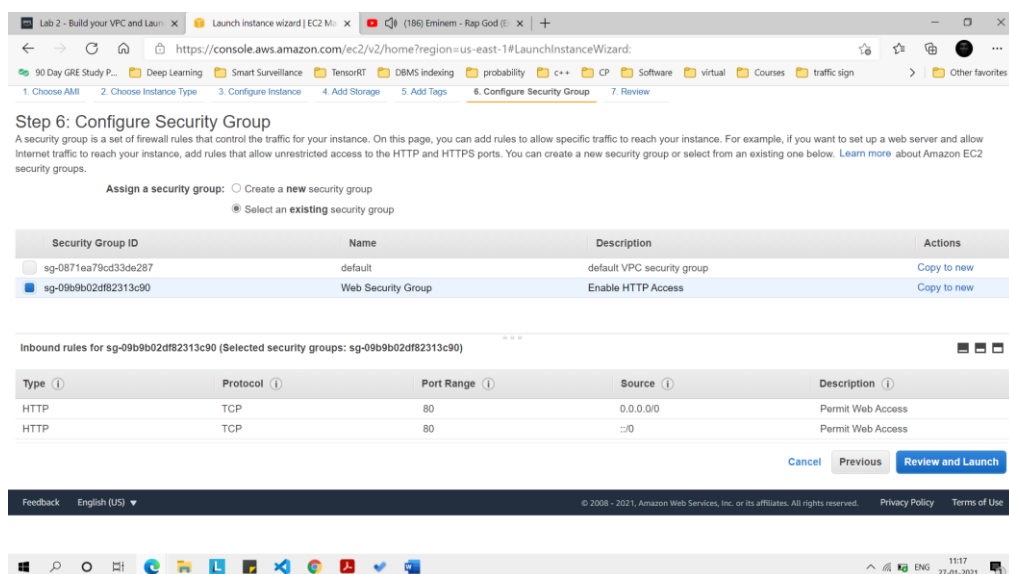 Lab 2 - Build your VPC and Laun
Launch instance wizard | EC2 Ma
(186) Eminem - Rap God (E
https://console.aws.amazon.com/ec2/v2/home?region=us-east-1#LaunchInstanceWizard:
90 Day GRE Study P... Deep Learning Smart Surveillance TensorRT DBMS indexing probability c++ CP Software virtual Courses traffic sign Other favorites
1. Choose AMI 2. Choose Instance Type 3. Configure Instance 4. Add Storage 5. Add Tags 6. Configure Security Group 7. Review
Step 6: Configure Security Group
A security group is a set of firewall rules that control the traffic for your instance. On this page, you can add rules to allow specific traffic to reach your instance. For example, if you want to set up a web server and allow
Internet traffic to reach your instance, add rules that allow unrestricted access to the HTTP and HTTPS ports. You can create a new security group or select from an existing one below. Learn more about Amazon EC2
security groups.
Assign a security group: Create a new security group
Select an existing security group
Security Group ID Name Description Actions
sg-0871ea79cd33de287 default default VPC security group Copy to new
sg-09b9b02df82313c90 Web Security Group Enable HTTP Access Copy to new
Inbound rules for sg-09b9b02df82313c90 (Selected security groups: sg-09b9b02df82313c90)
Type Protocol Port Range Source Description
HTTP TCP 80 0.0.0.0/0 Permit Web Access
HTTP TCP 80 ::/0 Permit Web Access
Cancel Previous Review and Launch
Feedback English (US) © 2008 - 2021, Amazon Web Services, Inc. or its affiliates. All rights reserved. Privacy Policy Terms of Use
ENG 11:17
27-01-2021